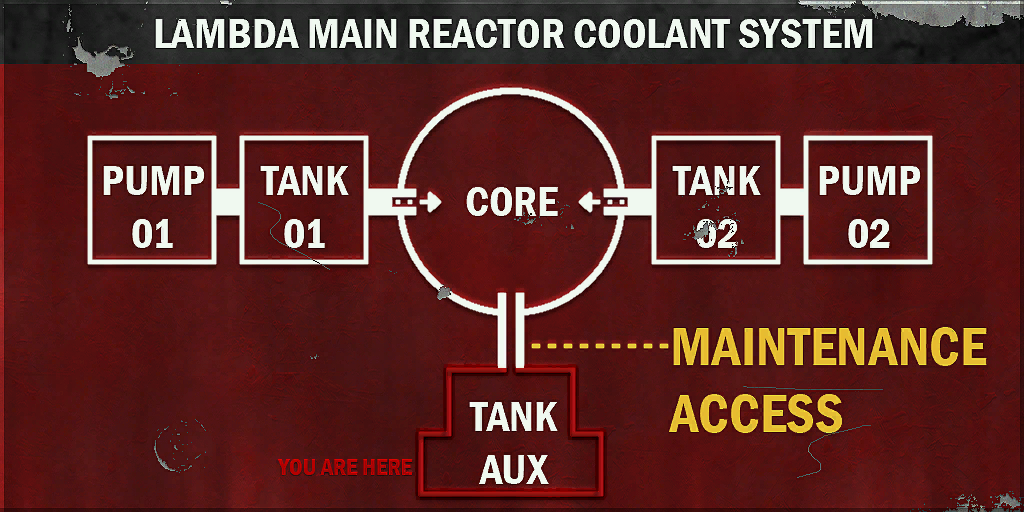 LAMBDA MAIN REACTOR COOLANT SYSTEM
PUMP
01
TANK
01
CORE
TANK
02
PUMP
02
MAINTENANCE
ACCESS
TANK
AUX
YOU ARE HERE